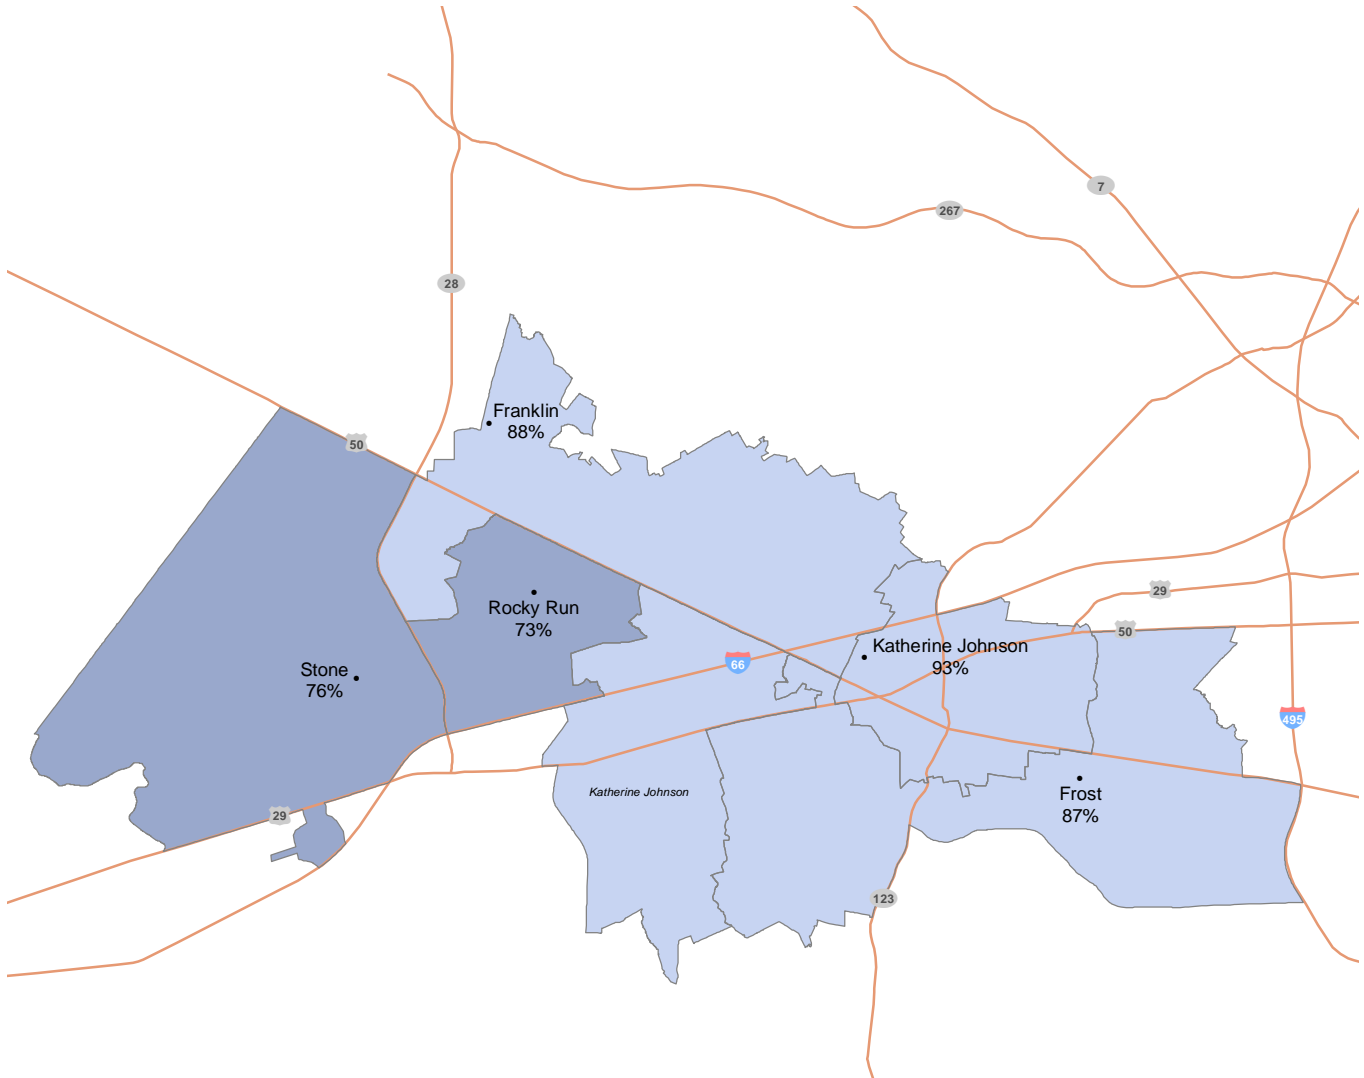 7
267
28
Franklin
88%
50
29
Rocky Run
73%
50
Katherine Johnson
93%
66
Stone
76%
495
Frost
87%
Katherine Johnson
29
123